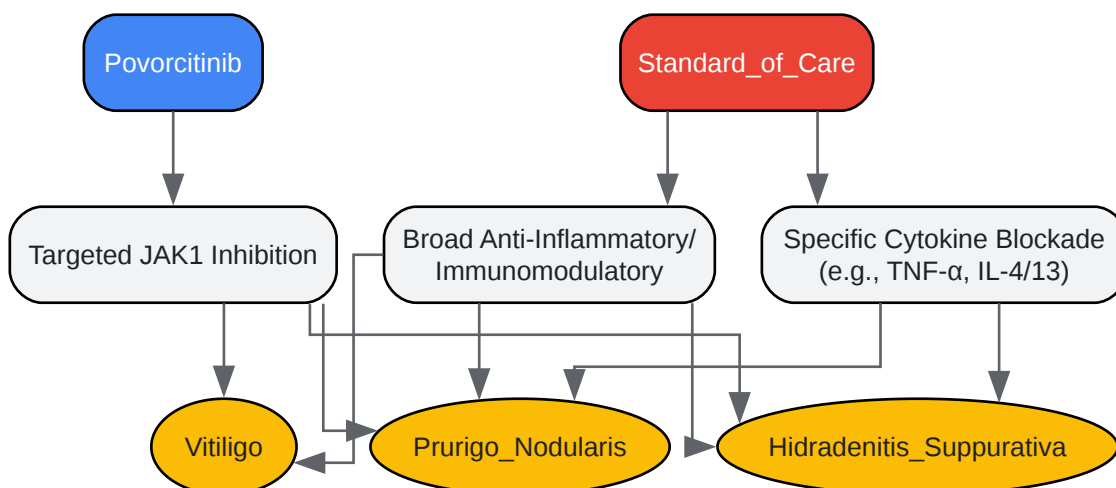 Povorcitinib
Standard_of_Care
Targeted JAK1 Inhibition
Broad Anti-Inflammatory/
Immunomodulatory
Specific Cytokine Blockade
(e.g., TNF-α, IL-4/13)
Vitiligo
Prurigo_Nodularis
Hidradenitis_Suppurativa